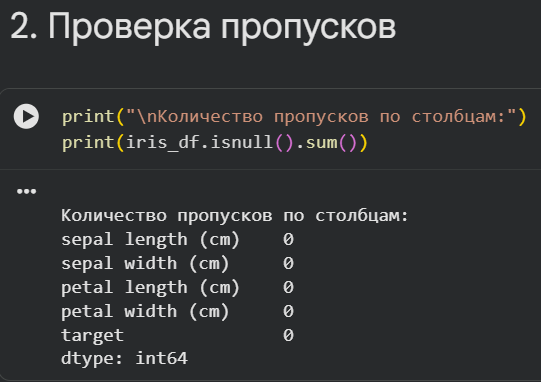 2. Проверка пропусков
print("\nКоличество пропусков по столбцам:")
print(iris_df.isnull().sum())
Количество пропусков по столбцам:
sepal length (cm)    0
sepal width (cm)     0
petal length (cm)    0
petal width (cm)     0
target               0
dtype: int64